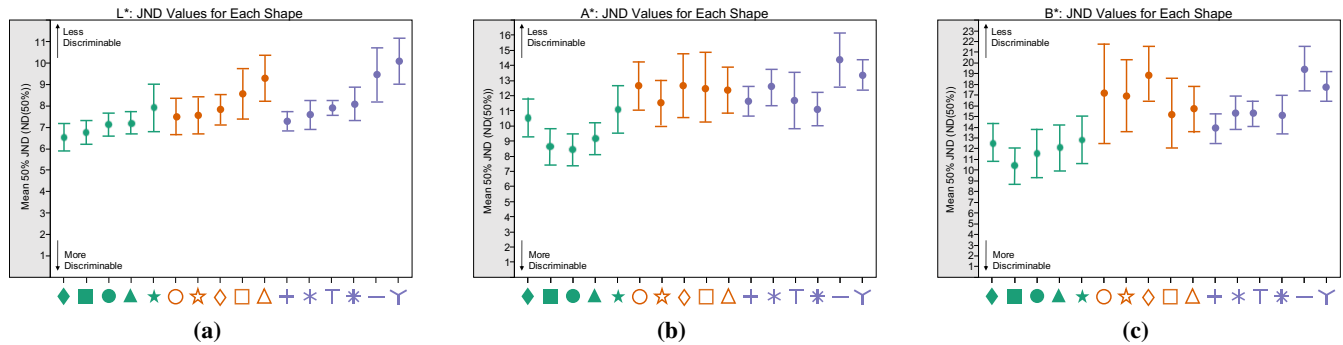 L*: JND Values for Each Shape
Mean 50% JND (ND(50%))
Less
Discriminable
11
10
9
8
7
6
5
4
3
2
1
More
Discriminable
(a)
A*: JND Values for Each Shape
Mean 50% JND (ND(50%))
Less
Discriminable
16
15
14
13
12
11
10
9
8
7
6
5
4
3
2
1
More
Discriminable
(b)
B*: JND Values for Each Shape
Mean 50% JND (ND(50%))
Less
Discriminable
23
22
21
20
19
18
17
16
15
14
13
12
11
10
9
8
7
6
5
4
3
2
1
More
Discriminable
(c)